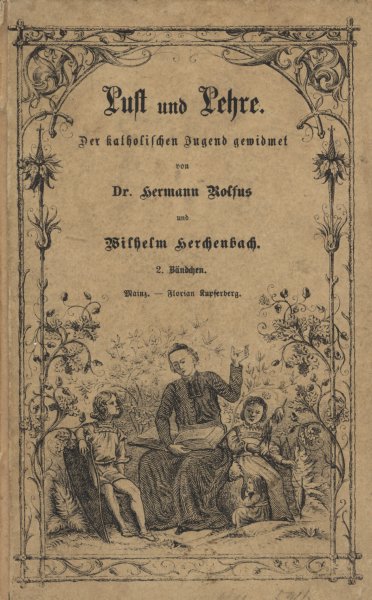 Lust und Lehre.
Der katholischen Jugend gewidmet
von
Dr. Hermann Rolfus
und
Wilhelm Herchenbach.
2. Bändchen.
Mainz. — Florian Kupferberg.